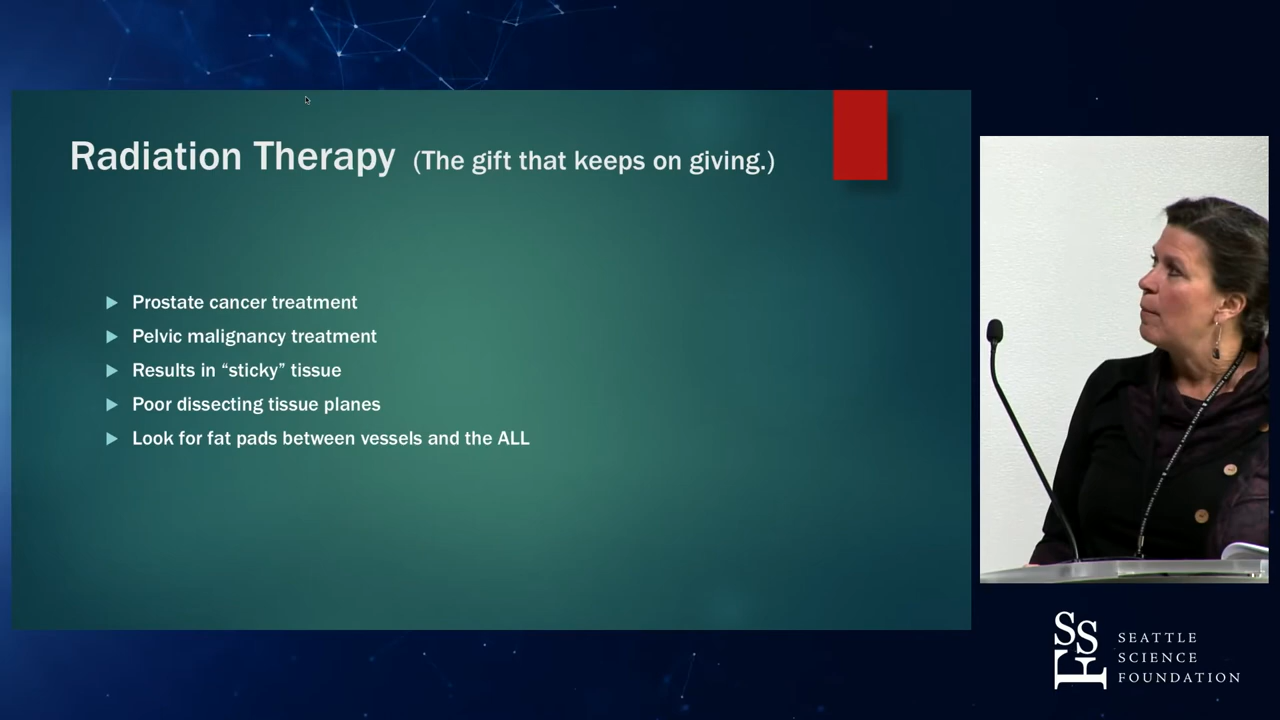 Radiation Therapy (The gift that keeps on giving.)
Prostate cancer treatment
Pelvic malignancy treatment
Results in “sticky” tissue
Poor dissecting tissue planes
Look for fat pads between vessels and the ALL
SSF
SEATTLE
SCIENCE
FOUNDATION